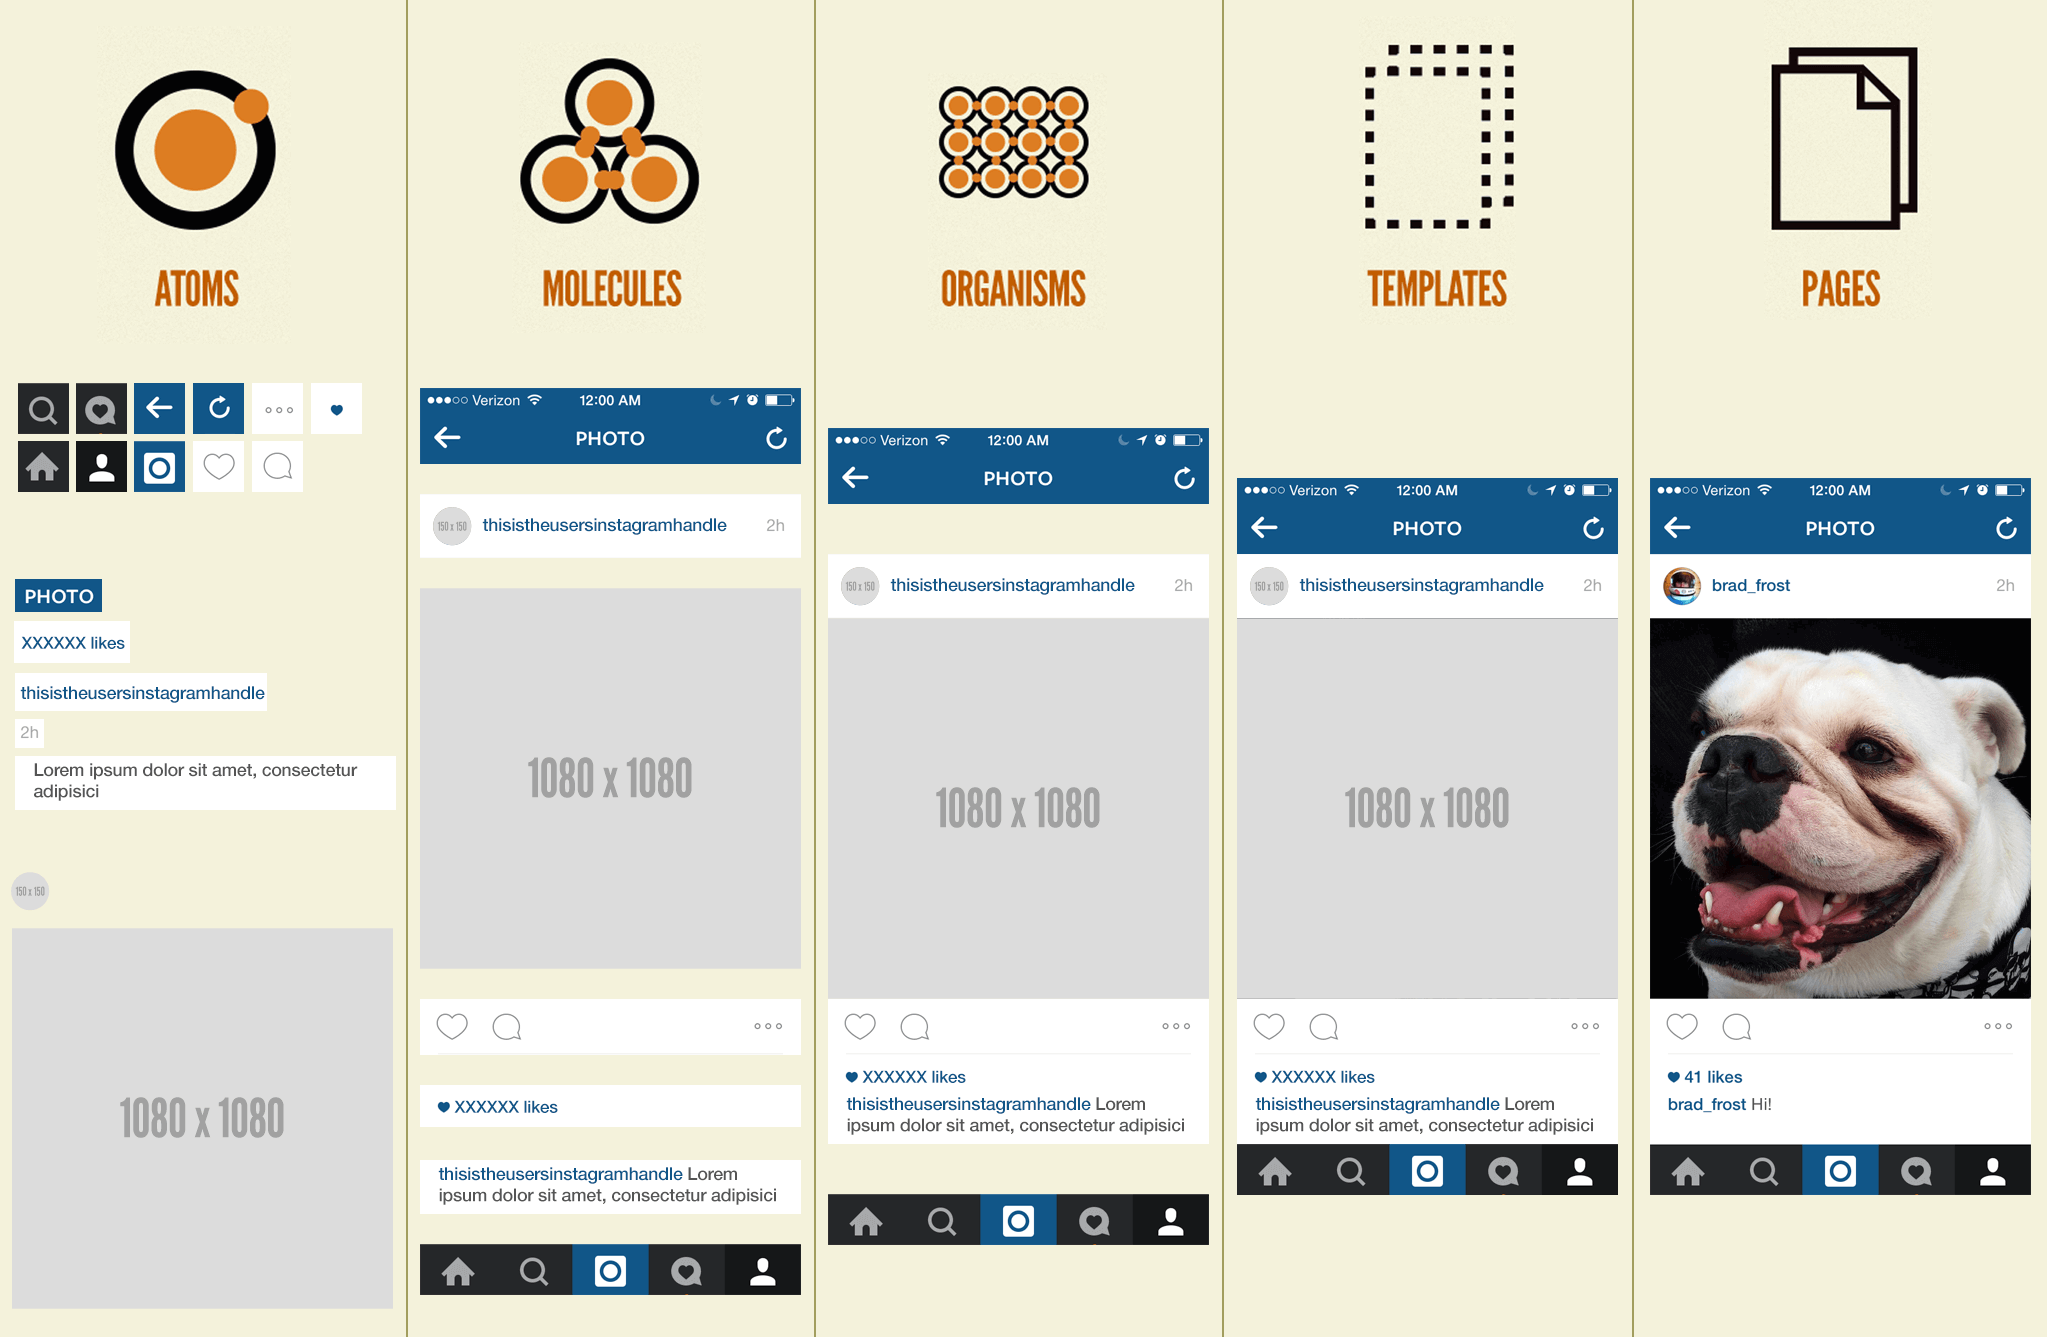 ATOMS
PHOTO
XXXXXX likes
thisistheusersinstagramhandle
2h
Lorem ipsum dolor sit amet, consectetur
adipisici
150 x 150
1080 x 1080
MOLECULES
Verizon 12:00 AM
PHOTO
150 x 150 thisistheusersinstagramhandle 2h
1080 x 1080
XXXXXX likes
thisistheusersinstagramhandle Lorem
ipsum dolor sit amet, consectetur adipisici
ORGANISMS
Verizon 12:00 AM
PHOTO
150 x 150 thisistheusersinstagramhandle 2h
1080 x 1080
XXXXXX likes
thisistheusersinstagramhandle Lorem
ipsum dolor sit amet, consectetur adipisici
TEMPLATES
Verizon 12:00 AM
PHOTO
150 x 150 thisistheusersinstagramhandle 2h
1080 x 1080
XXXXXX likes
thisistheusersinstagramhandle Lorem
ipsum dolor sit amet, consectetur adipisici
PAGES
Verizon 12:00 AM
PHOTO
brad_frost 2h
41 likes
brad_frost Hi!